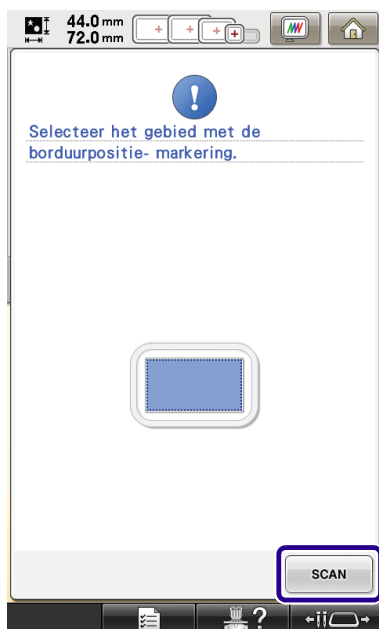 44.0 mm
72.0 mm
Selecteer het gebied met de
borduurpositie- markering.
SCAN
?